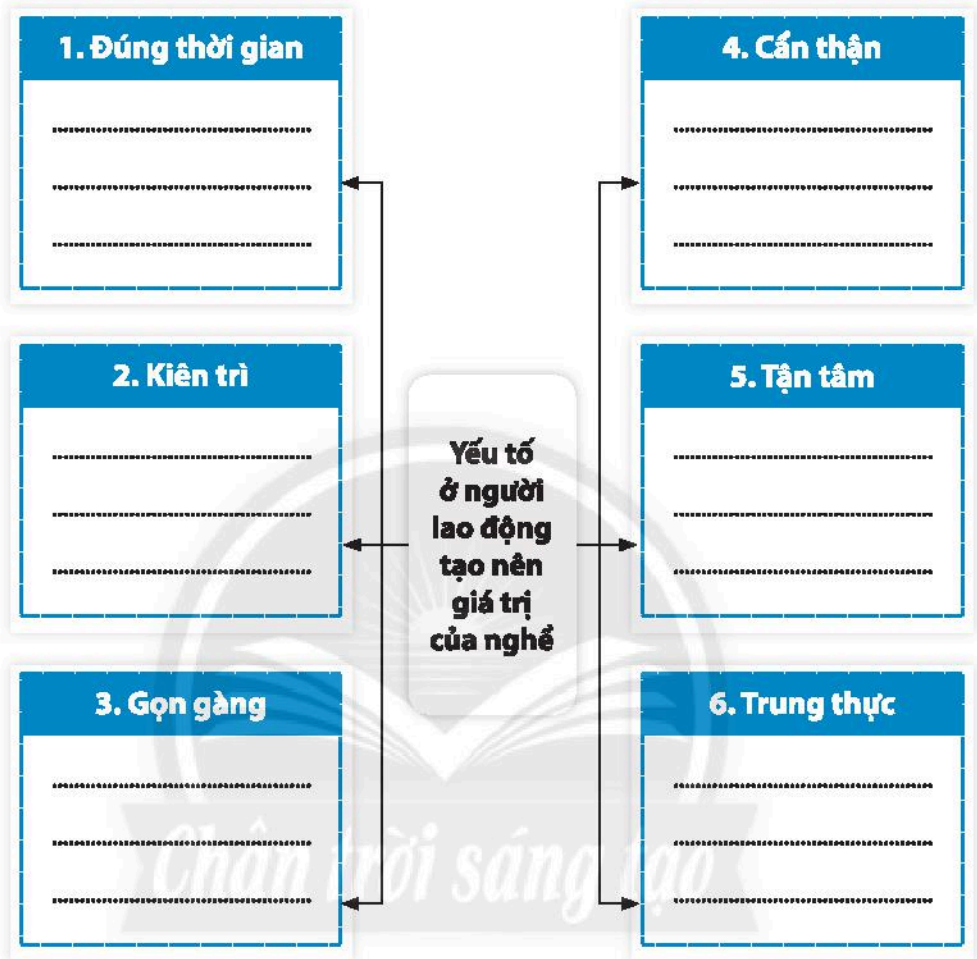 1. Đúng thời gian
2. Kiên trì
3. Gọn gàng
Yếu tố
ở người
lao động
tạo nên
giá trị
của nghề
4. Cẩn thận
5. Tận tâm
6. Trung thực
Chân trời sáng tạo